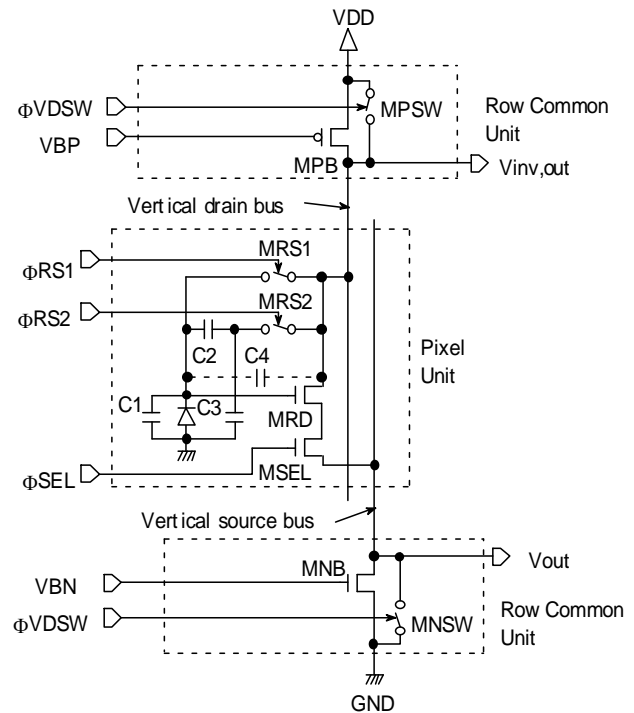 VDD
ΦVDSW
MPSW
Row Common
Unit
VBP
MPB
Vinv,out
Vertical drain bus
ΦRS1
MRS1
ΦRS2
MRS2
C2
C4
Pixel
Unit
C1
C3
MRD
ΦSEL
MSEL
Vertical source bus
VBN
MNB
Vout
ΦVDSW
MNSW
Row Common
Unit
GND